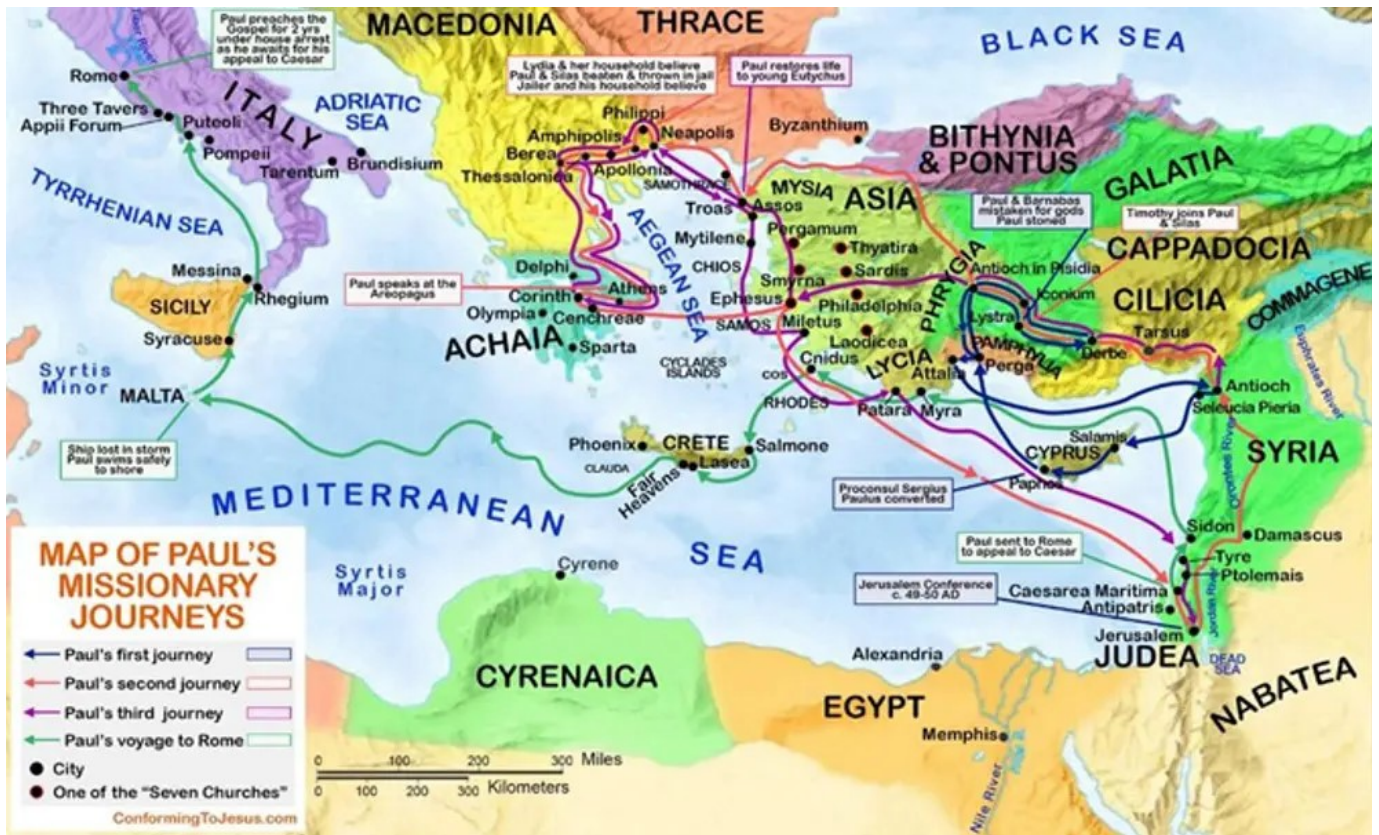 Paul preaches the
Gospel for 2 yrs
under house arrest
as he awaits for his
appeal to Caesar
MACEDONIA
THRACE
BLACK SEA
Lydia & her household believe
Paul & Silas beaten & thrown in jail
Jailer and his household believe
Paul restores life
to young Eutychus
Rome
ITALY
ADRIATIC
SEA
Three Tavers
Appii Forum
Puteoli
Pompeii
Tarentum
Brundisium
TYRRHENIAN SEA
Philippi
Amphipolis
Neapolis
Berea
Apollonia
Thessalonica
SAMOTHRACE
Byzanthium
BITHYNIA
& PONTUS
GALATIA
MYSIA
ASIA
Troas
Assos
Paul & Barnabas
mistaken for gods
Paul stoned
Timothy joins Paul
& Silas
CAPPADOCIA
Pergamum
Thyatira
Mytilene
AEGEAN SEA
CHIOS
Smyrna
Sardis
PHRYGIA
Antioch in Pisidia
Iconium
CILICIA
COMMAGENE
Messina
Rhegium
SICILY
Syracuse
Paul speaks at the
Areopagus
Delphi
Corinth
Athens
Olympia
Cenchreae
ACHAIA
Sparta
Ephesus
Philadelphia
SAMOS
Miletus
Laodicea
Lystra
Derbe
Tarsus
Euphrates River
CYCLADES
ISLANDS
Cnidus
COS
LYCIA
Attalia
PAMPHYLIA
Perga
Antioch
Seleucia Pieria
Syrtis
Minor
MALTA
RHODES
Patara
Myra
Ship lost in storm
Paul swims safely
to shore
Phoenix
CRETE
Salmone
CLAUDA
Lasea
Fair
Heavens
Salamis
CYPRUS
Paphos
SYRIA
Proconsul Sergius
Paulus converted
MEDITERRANEAN
SEA
Sidon
Damascus
Paul sent to Rome
to appeal to Caesar
Tyre
Ptolemais
Jerusalem Conference
c. 49-50 AD
Caesarea Maritima
Antipatris
Jordan River
Jerusalem
JUDEA
DEAD
SEA
NABATEA
Syrtis
Major
Cyrene
CYRENAICA
Alexandria
EGYPT
Memphis
Nile River
MAP OF PAUL'S
MISSIONARY
JOURNEYS
Paul's first journey
Paul's second journey
Paul's third journey
Paul's voyage to Rome
City
One of the "Seven Churches"
ConformingToJesus.com
0 100 200 300 Miles
0 100 200 300 Kilometers